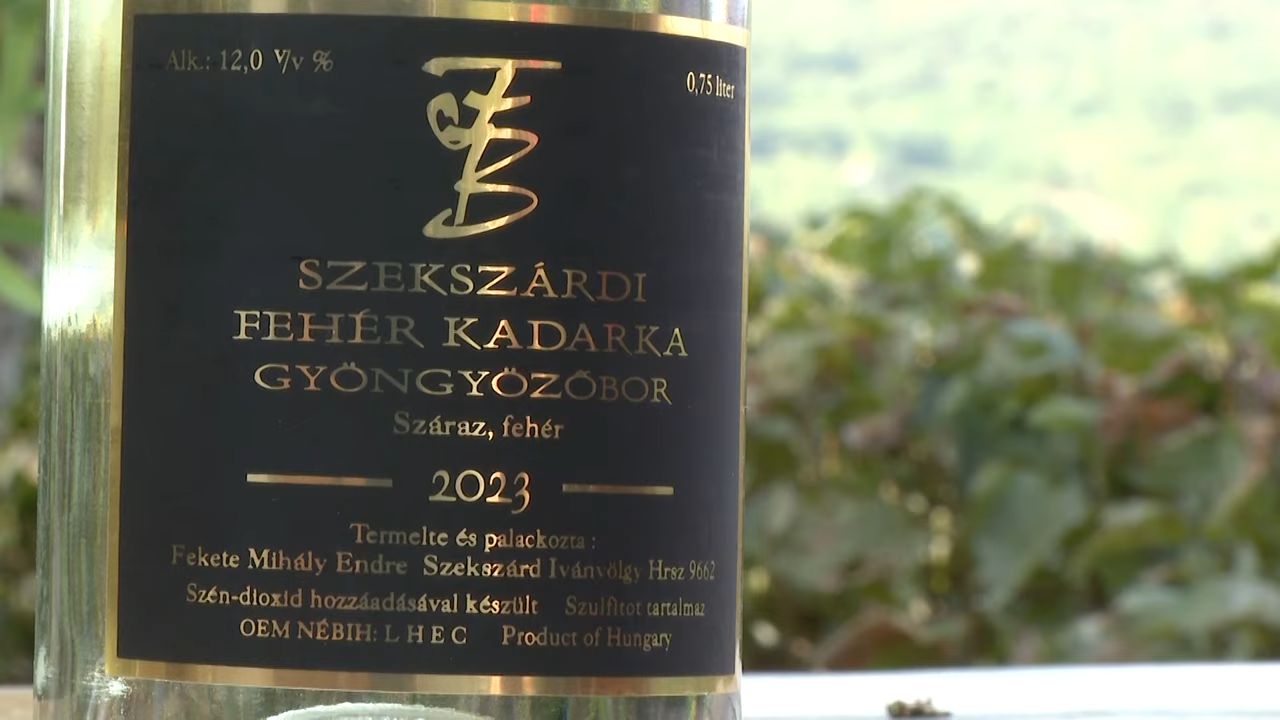 Alk.: 12,0 V/v %
0,75 liter
SZEKSZÁRDI
FEHÉR KADARKA
GYÖNGYÖZŐBOR
Száraz, fehér
2023
Termelte és palackozta :
Fekete Mihály Endre Szekszárd Ivánvölgy Hrsz 9662
Szén-dioxid hozzáadásával készült Szulfitot tartalmaz
OEM NÉBIH: L H E C Product of Hungary